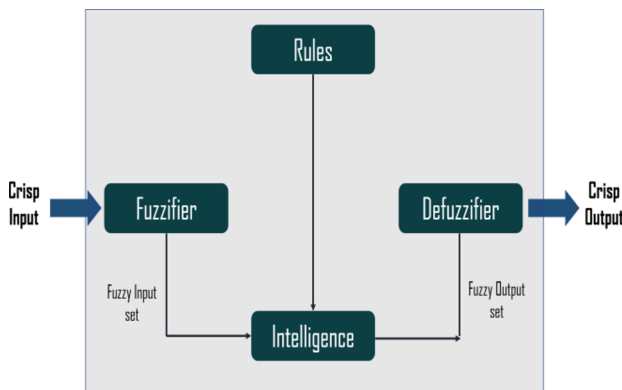 Rules
Crisp
Input
Fuzzifier
Defuzzifier
Crisp
Output
Fuzzy Input
set
Fuzzy Output
set
Intelligence